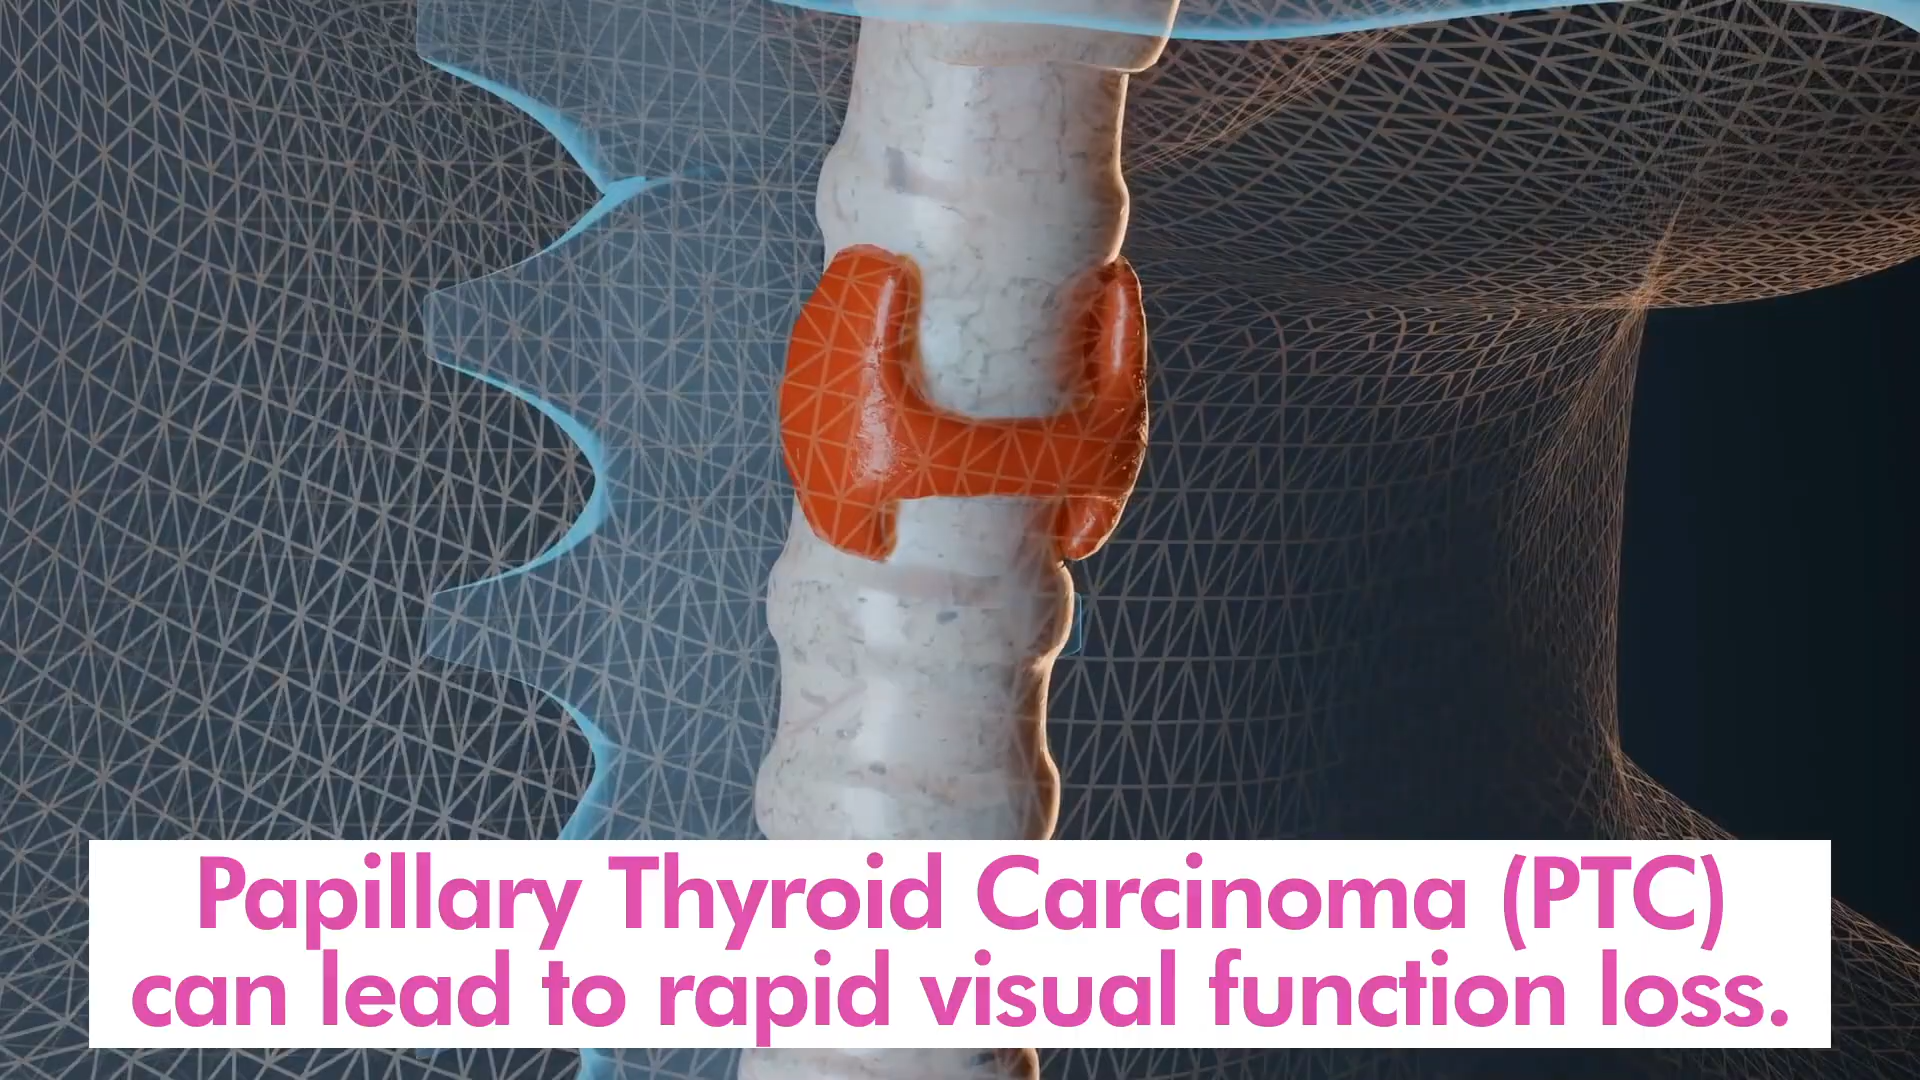 Papillary Thyroid Carcinoma (PTC)
can lead to rapid visual function loss.